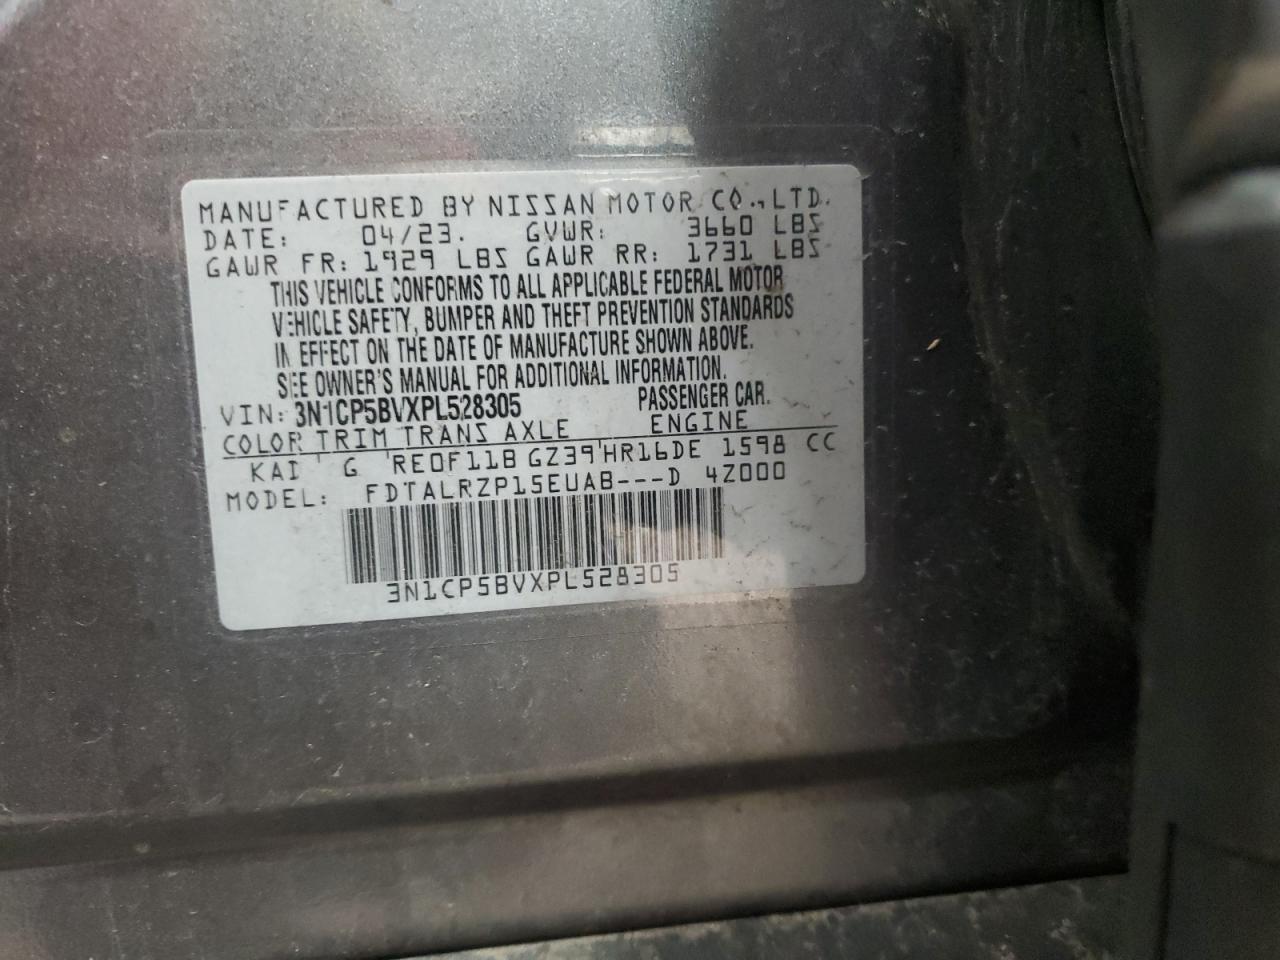 MANUFACTURED BY NISSAN MOTOR CO.,LTD.
DATE: 04/23. GVWR: 3660 LBS
GAWR FR: 1929 LBS GAWR RR: 1731 LBS
THIS VEHICLE CONFORMS TO ALL APPLICABLE FEDERAL MOTOR
VEHICLE SAFETY, BUMPER AND THEFT PREVENTION STANDARDS
IN EFFECT ON THE DATE OF MANUFACTURE SHOWN ABOVE.
SEE OWNER'S MANUAL FOR ADDITIONAL INFORMATION.
VIN: 3N1CP5BVXPL528305 PASSENGER CAR.
COLOR TRIM TRANS AXLE ENGINE
KAD G RE0F11B GZ39 HR16DE 1598 CC
MODEL: FDTALRZP15EUAB---D 4Z000
3N1CP5BVXPL528305